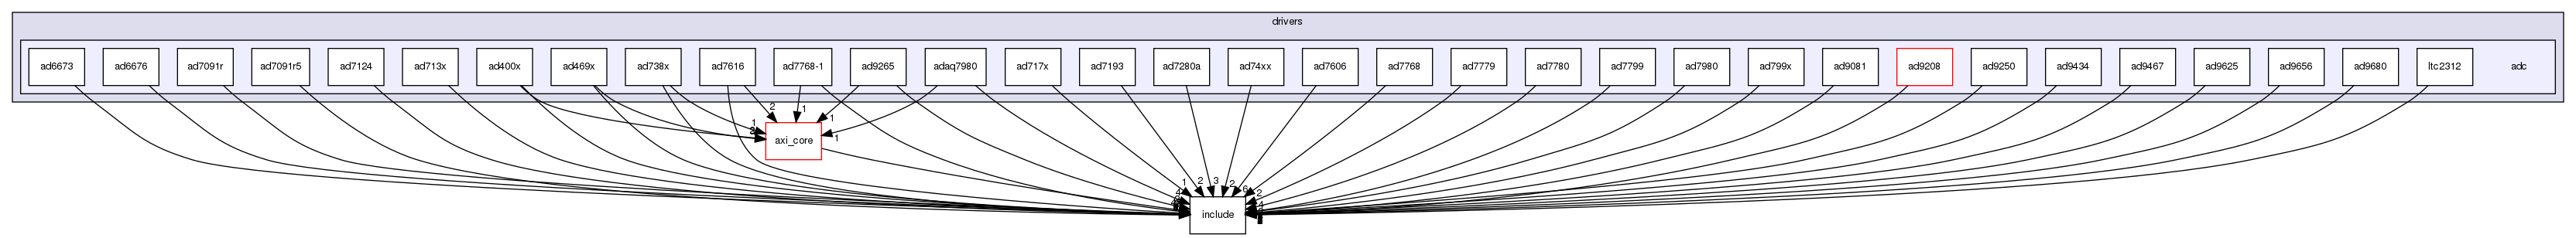 drivers
ad6673
ad6676
ad7091r
ad7091r5
ad7124
ad713x
ad400x
ad469x
ad738x
ad7616
ad7768-1
ad9265
adaq7980
ad717x
ad7193
ad7280a
ad74xx
ad7606
ad7768
ad7779
ad7780
ad7799
ad7980
ad799x
ad9081
ad9208
ad9250
ad9434
ad9467
ad9625
ad9656
ad9680
ltc2312
adc
2
1
1
1
1
axi_core
1
2
3
2
6
2
4
include